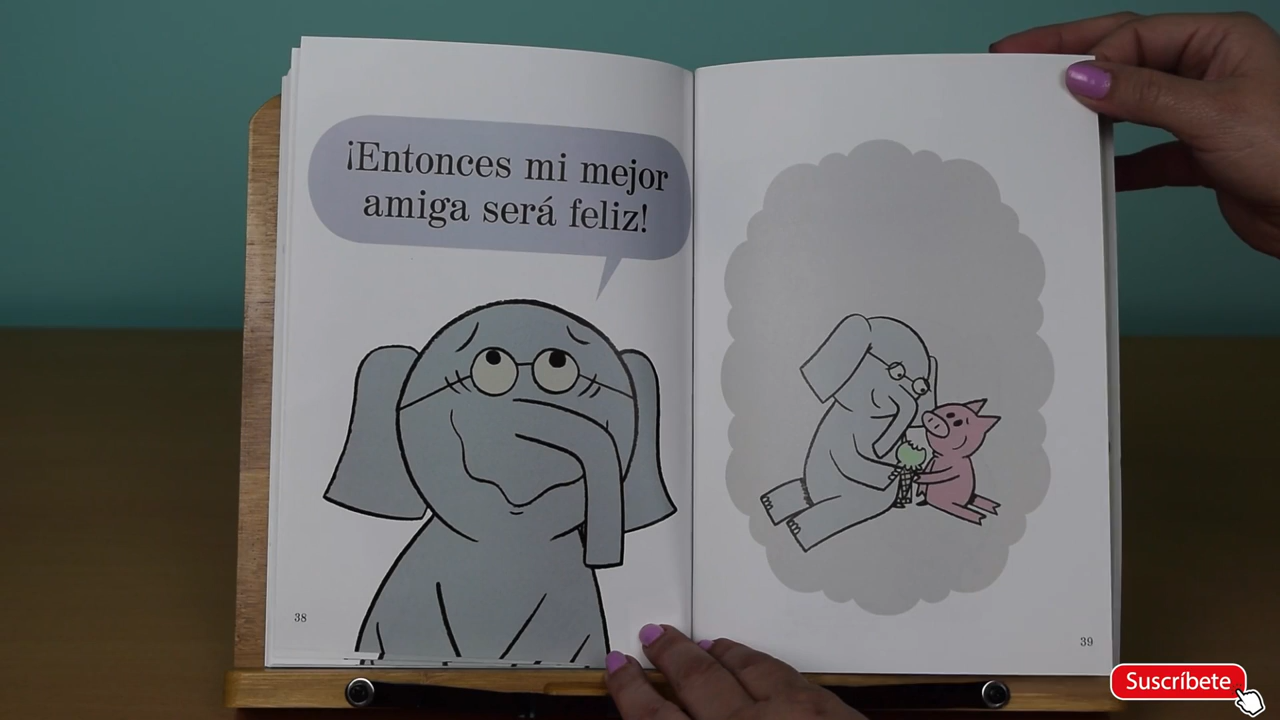 ¡Entonces mi mejor
amiga será feliz!
38
39
Suscríbete